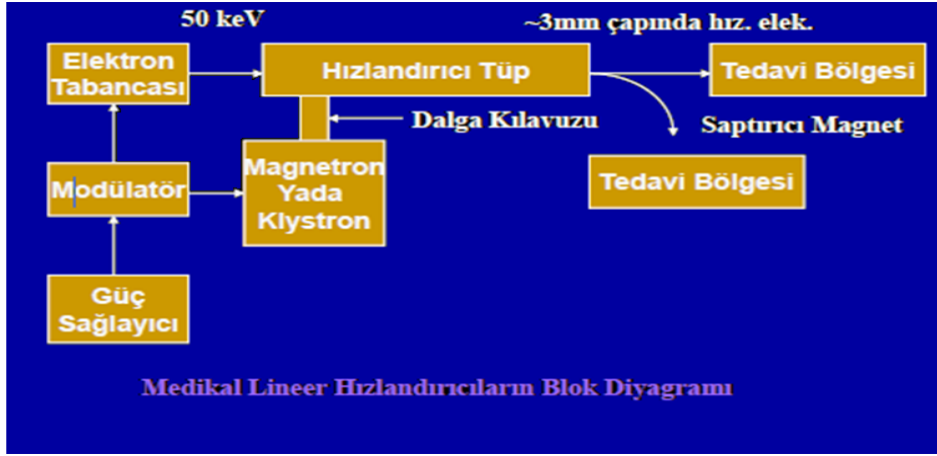 50 keV
~3mm çapında hız. elek.
Elektron
Tabancası
Hızlandırıcı Tüp
Tedavi Bölgesi
Dalga Kılavuzu
Saptırıcı Magnet
Modülatör
Magnetron
Yada
Klystron
Tedavi Bölgesi
Güç
Sağlayıcı
Medikal Lineer Hızlandırıcıların Blok Diyagramı